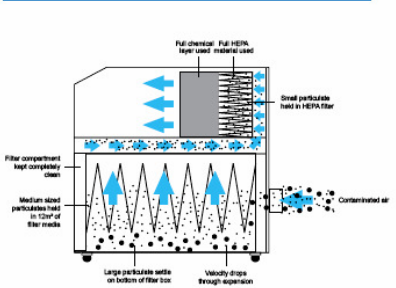 Full chemical
layer used
Full HEPA
material used
Small particulate
held in HEPA filter
Filter compartment
kept completely
clean
Medium sized
particulates held
in 12m² of
filter media
Contaminated air
Large particulate settle
on bottom of filter box
Velocity drops
through expansion